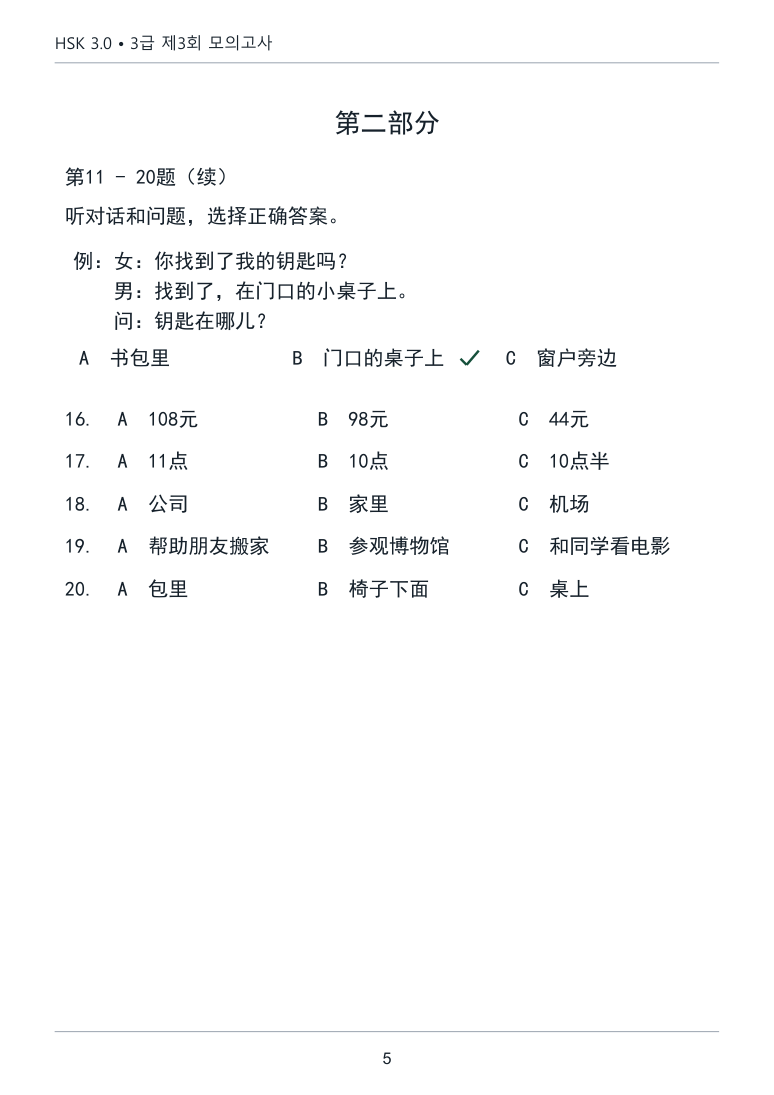 HSK 3.0 • 3급 제3회 모의고사
第二部分
第11 - 20题（续）
听对话和问题，选择正确答案。
例：女：你找到了我的钥匙吗？
男：找到了，在门口的小桌子上。
问：钥匙在哪儿？
A 书包里 B 门口的桌子上 ✓ C 窗户旁边
16. A 108元 B 98元 C 44元
17. A 11点 B 10点 C 10点半
18. A 公司 B 家里 C 机场
19. A 帮助朋友搬家 B 参观博物馆 C 和同学看电影
20. A 包里 B 椅子下面 C 桌上
5